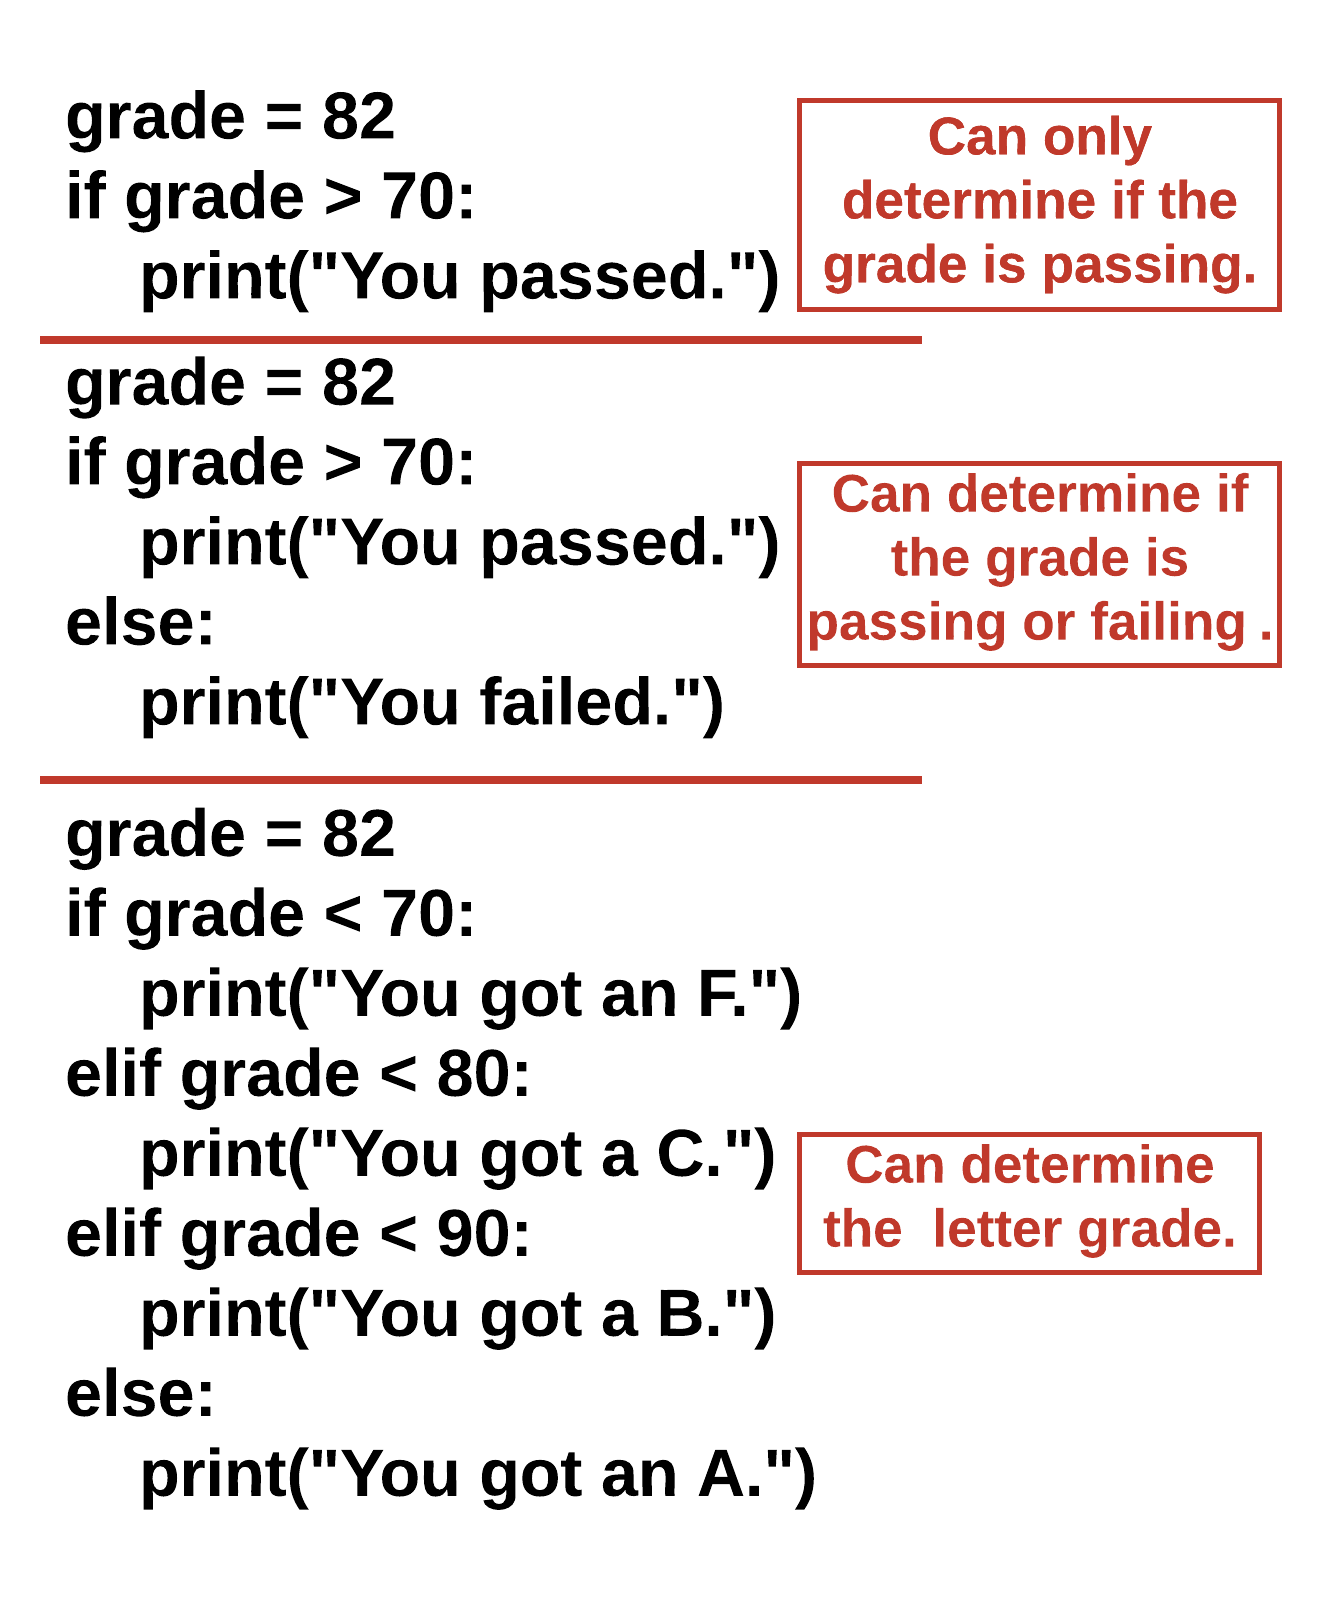 grade = 82
if grade > 70:
    print("You passed.")
Can only
determine if the
grade is passing.
grade = 82
if grade > 70:
    print("You passed.")
else:
    print("You failed.")
Can determine if
the grade is
passing or failing .
grade = 82
if grade < 70:
    print("You got an F.")
elif grade < 80:
    print("You got a C.")
elif grade < 90:
    print("You got a B.")
else:
    print("You got an A.")
Can determine
the  letter grade.